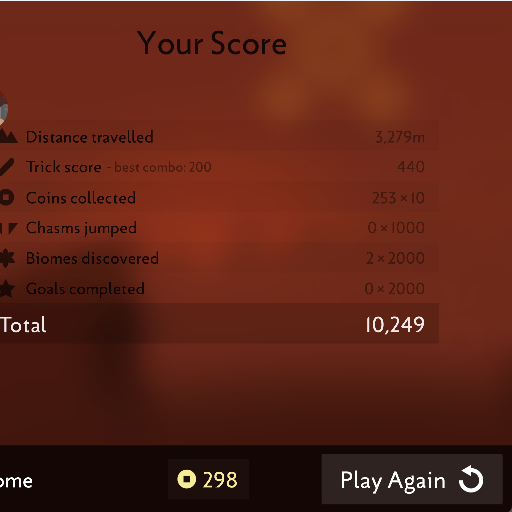 Your Score
Distance travelled 3,279m
Trick score - best combo: 200 440
Coins collected 253 × 10
Chasms jumped 0 × 1000
Biomes discovered 2 × 2000
Goals completed 0 × 2000
Total 10,249
ome 298 Play Again